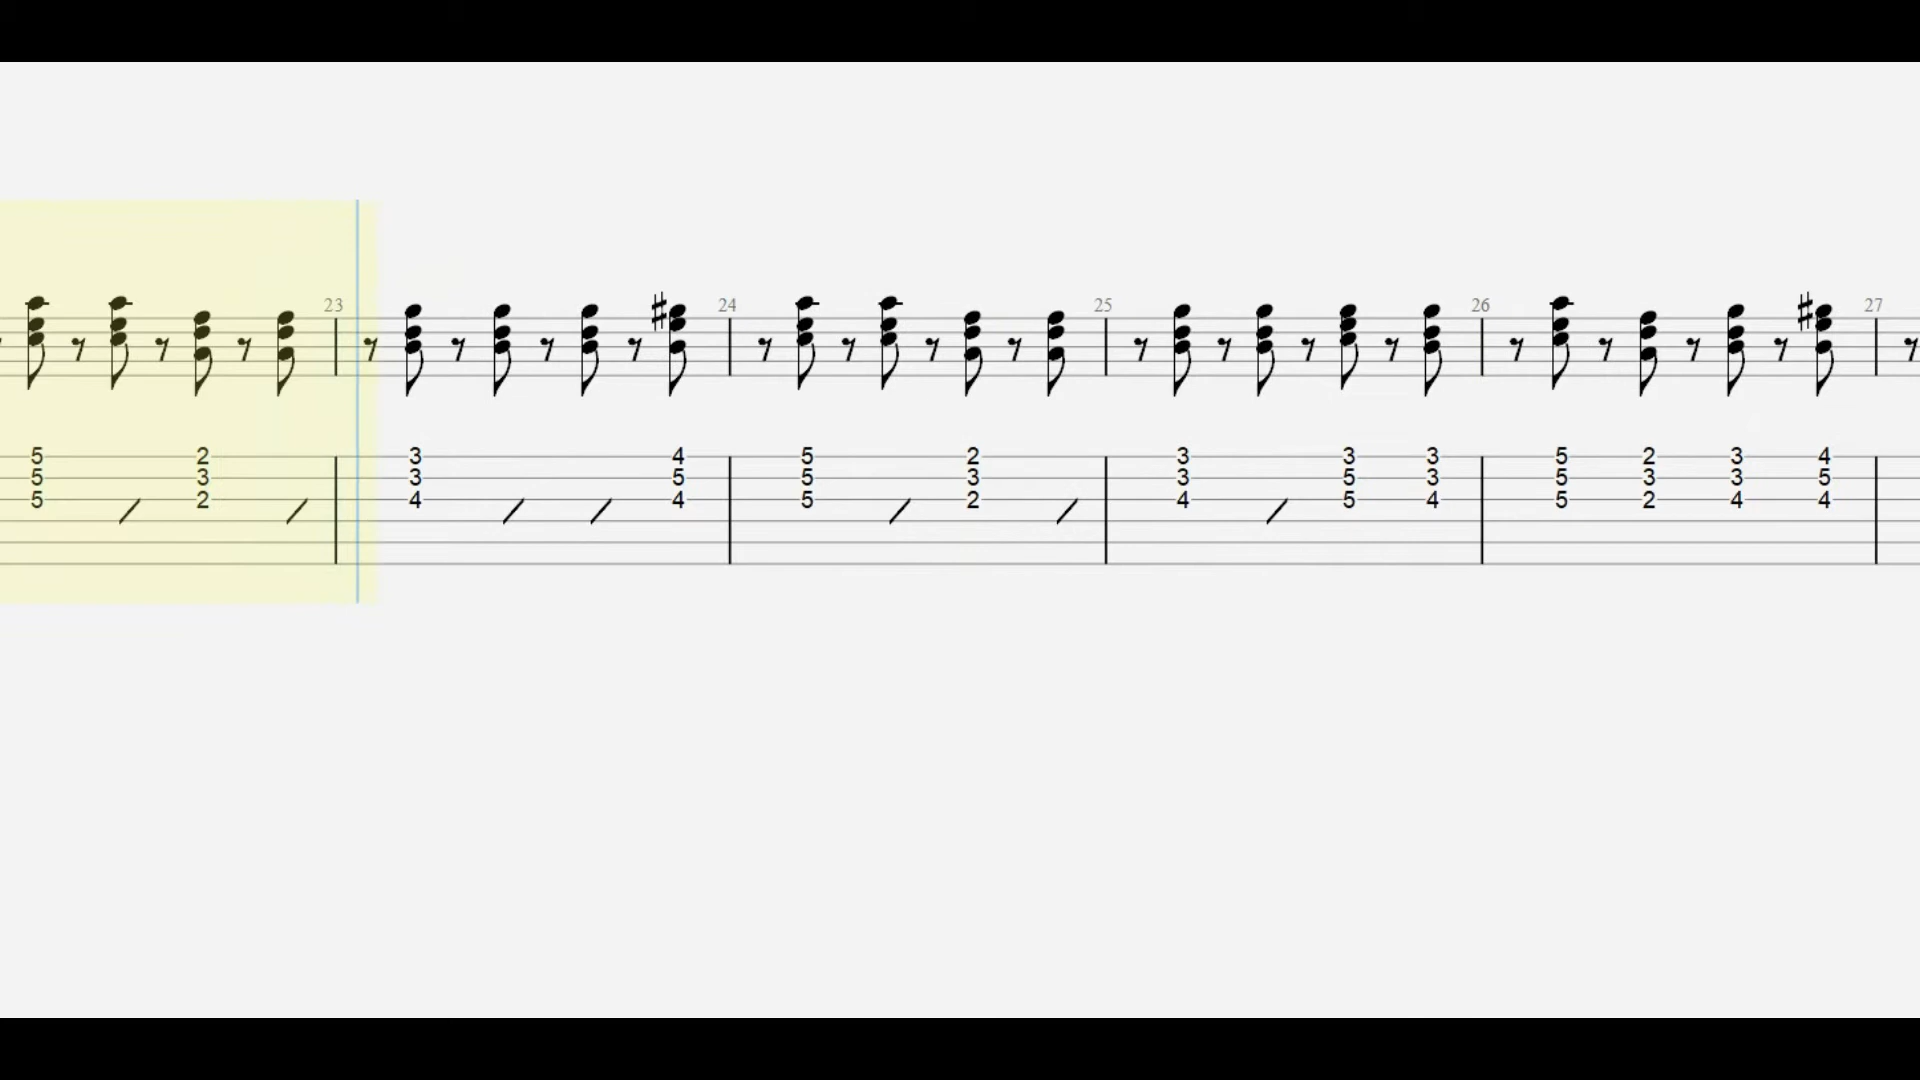 23 24 25 26 27
5 2 3 4 5 2 3 3 3 5 2 3 4
5 3 3 5 5 3 3 5 3 5 3 3 5
5 2 4 4 5 2 4 5 4 5 2 4 4